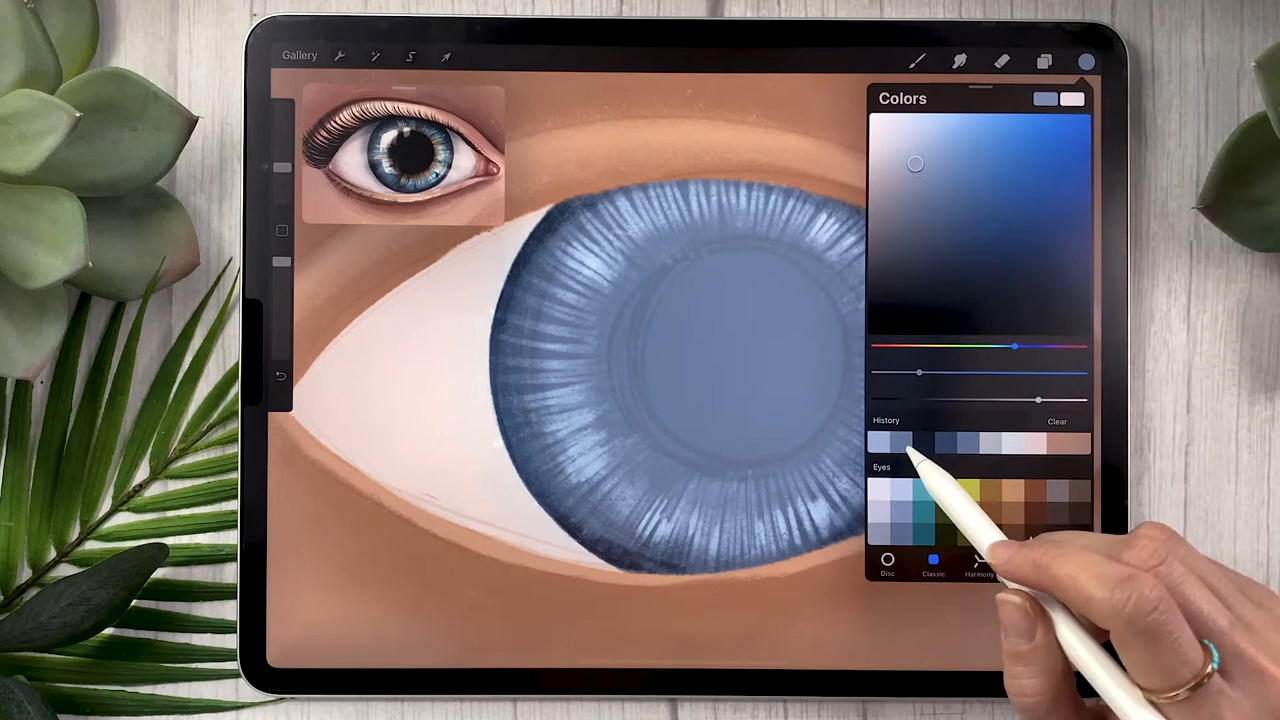 Gallery
Colors
History Clear
Eyes
Disc Classic Harmony